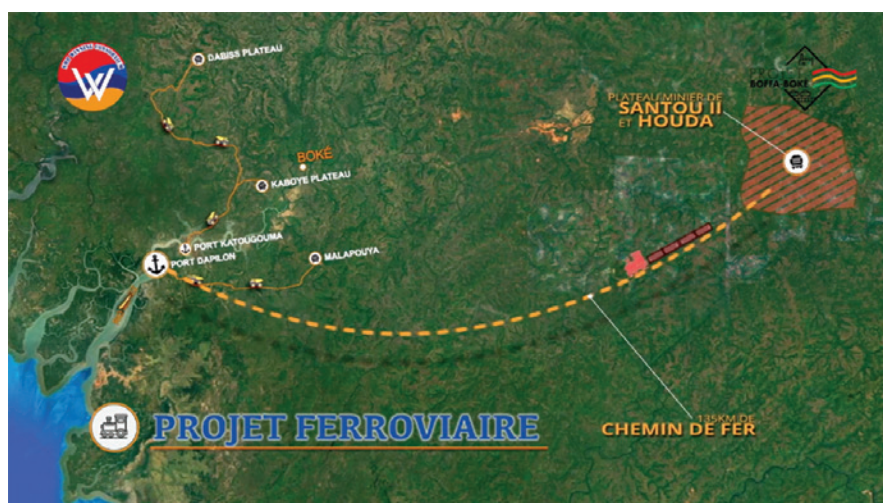 W
DABISS PLATEAU
BOFFA-BOKÉ
PLATEAU MINIER DE
SANTOU II
ET HOUDA
BOKÉ
KABOYE PLATEAU
PORT KATOUGOUMA
PORT DAPILON
MALAPOUYA
135KM DE
CHEMIN DE FER
PROJET FERROVIAIRE